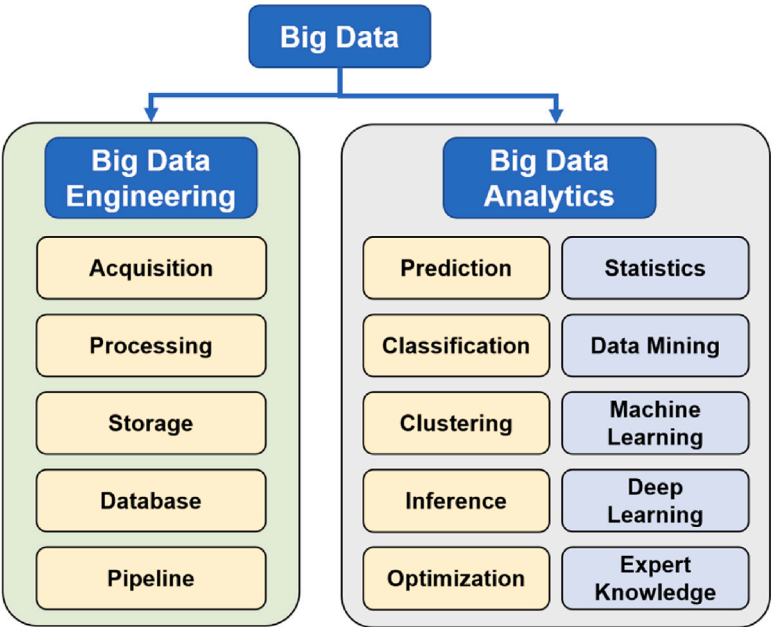 Big Data
Big Data
Engineering
Acquisition
Processing
Storage
Database
Pipeline
Big Data
Analytics
Prediction
Statistics
Classification
Data Mining
Clustering
Machine
Learning
Inference
Deep
Learning
Optimization
Expert
Knowledge